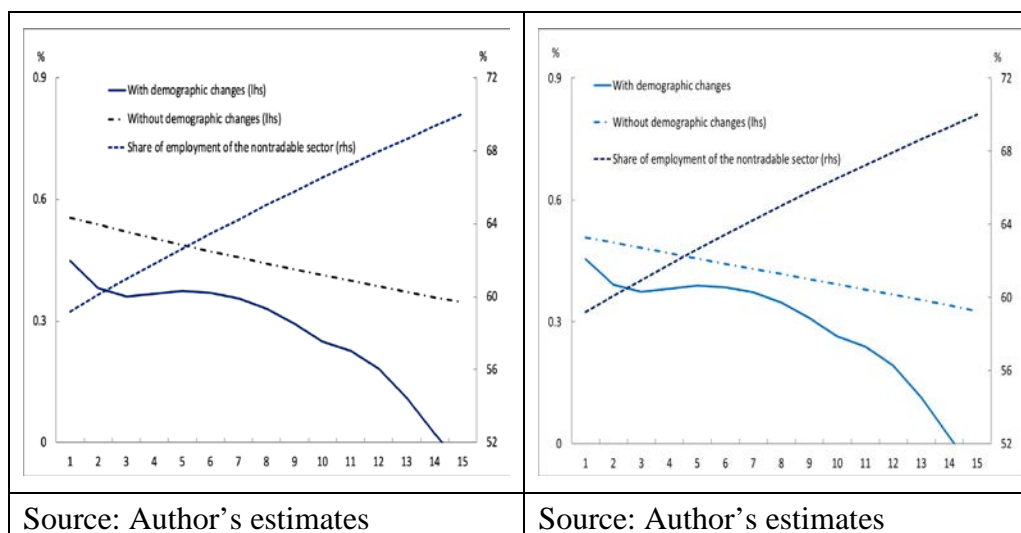 %
%
0.9
72
With demographic changes (lhs)
Without demographic changes (lhs)
Share of employment of the nontradable sector (rhs)
68
0.6
64
60
0.3
56
0
52
1 2 3 4 5 6 7 8 9 10 11 12 13 14 15
Source: Author’s estimates
%
%
0.9
72
With demographic changes
Without demographic changes (lhs)
Share of employment of the nontradable sector (rhs)
68
0.6
64
60
0.3
56
0
52
1 2 3 4 5 6 7 8 9 10 11 12 13 14 15
Source: Author’s estimates